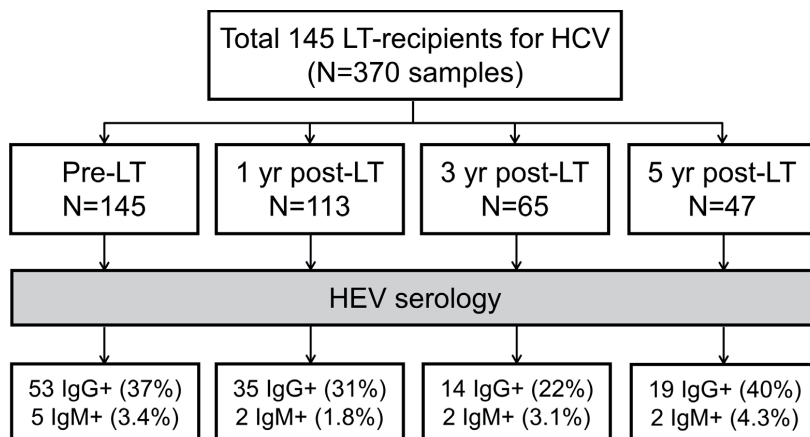 Total 145 LT-recipients for HCV
(N=370 samples)
Pre-LT
N=145
1 yr post-LT
N=113
3 yr post-LT
N=65
5 yr post-LT
N=47
HEV serology
53 IgG+ (37%)
5 IgM+ (3.4%)
35 IgG+ (31%)
2 IgM+ (1.8%)
14 IgG+ (22%)
2 IgM+ (3.1%)
19 IgG+ (40%)
2 IgM+ (4.3%)